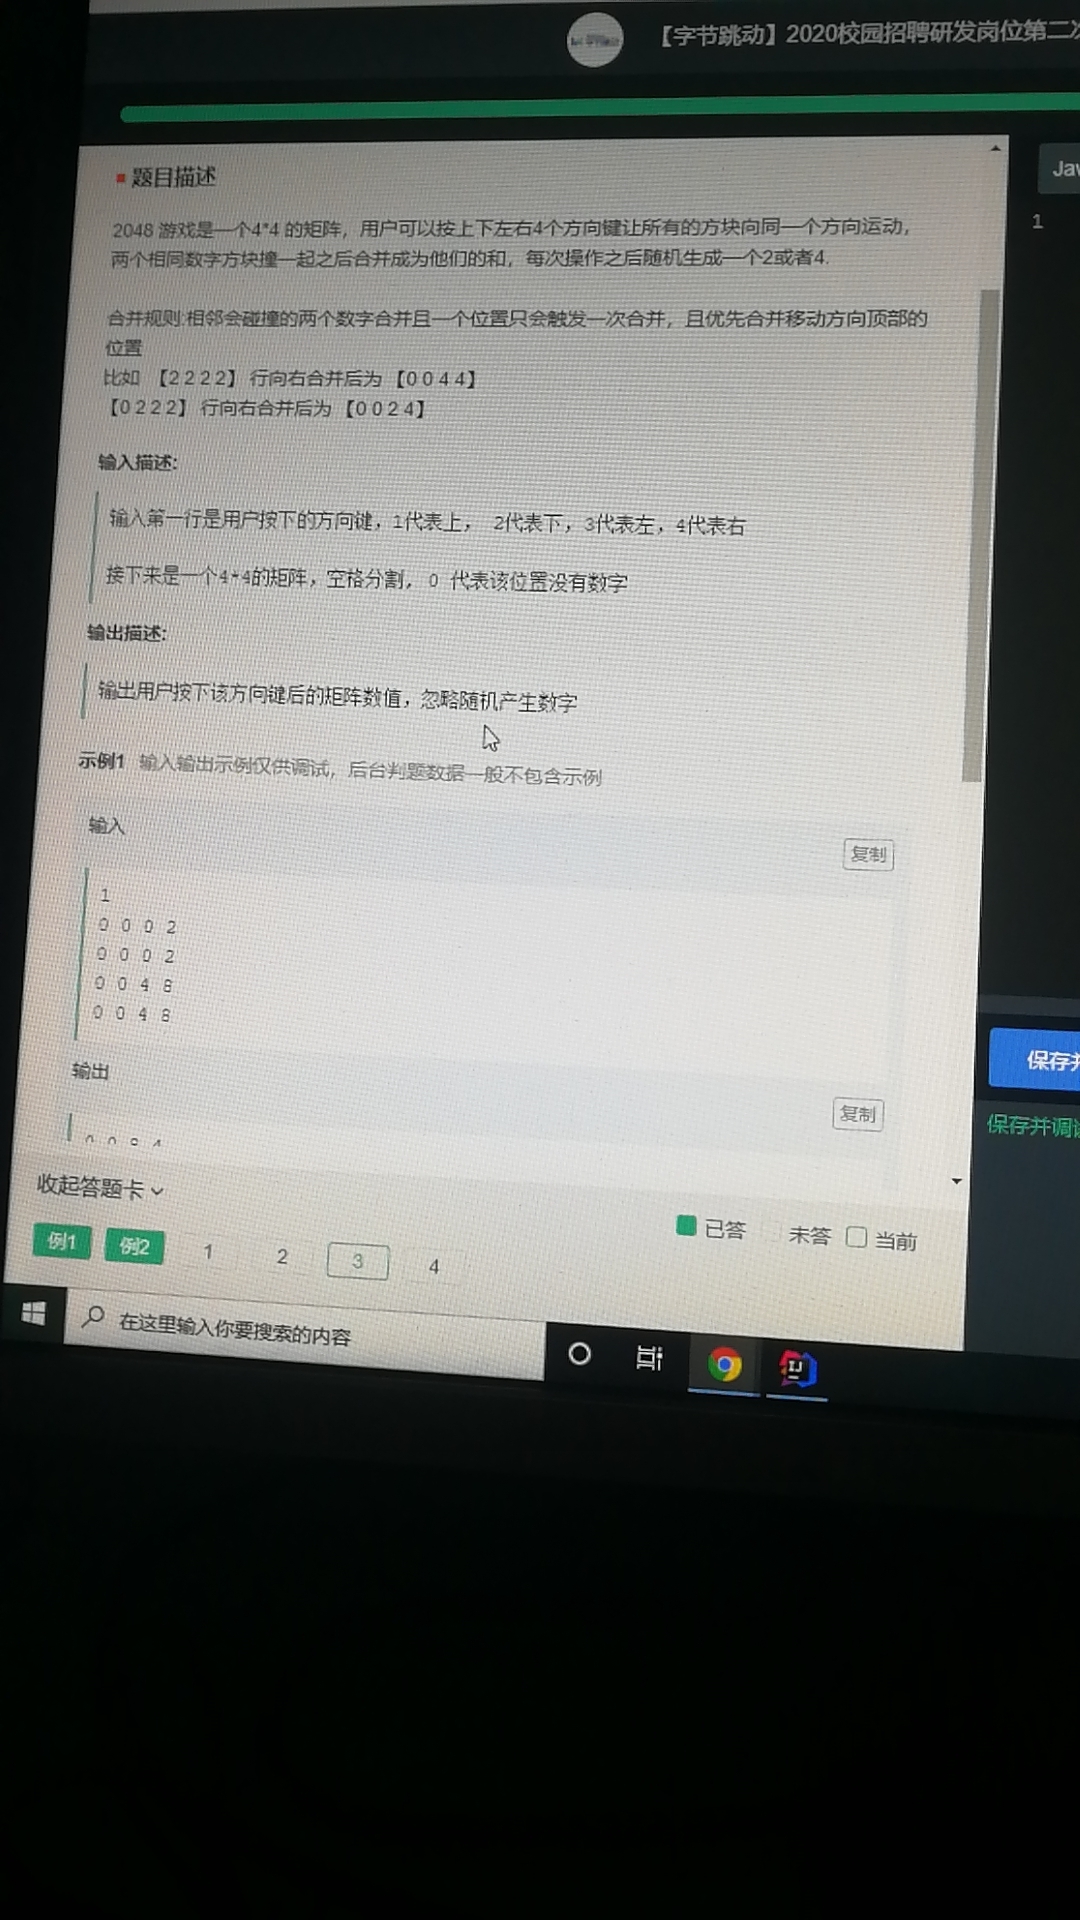 【字节跳动】2020校园招聘研发岗位第二
题目描述
Jav
1
2048 游戏是一个4*4 的矩阵，用户可以按上下左右4个方向键让所有的方块向同一个方向运动，
两个相同数字方块撞一起之后合并成为他们的和，每次操作之后随机生成一个2或者4.
合并规则:相邻会碰撞的两个数字合并且一个位置只会触发一次合并，且优先合并移动方向顶部的
位置
比如 【2 2 2 2】 行向右合并后为 【0 0 4 4】
【0 2 2 2】 行向右合并后为 【0 0 2 4】
输入描述:
输入第一行是用户按下的方向键，1代表上， 2代表下，3代表左，4代表右
接下来是一个4*4的矩阵，空格分割， 0 代表该位置没有数字
输出描述:
输出用户按下该方向键后的矩阵数值，忽略随机产生数字
示例1 输入输出示例仅供调试，后台判题数据一般不包含示例
输入
复制
1
0 0 0 2
0 0 0 2
0 0 4 8
0 0 4 8
输出
复制
0 0 8 4
保存并
保存并调试
收起答题卡
已答 未答 当前
例1 例2 1 2 3 4
在这里输入你要搜索的内容